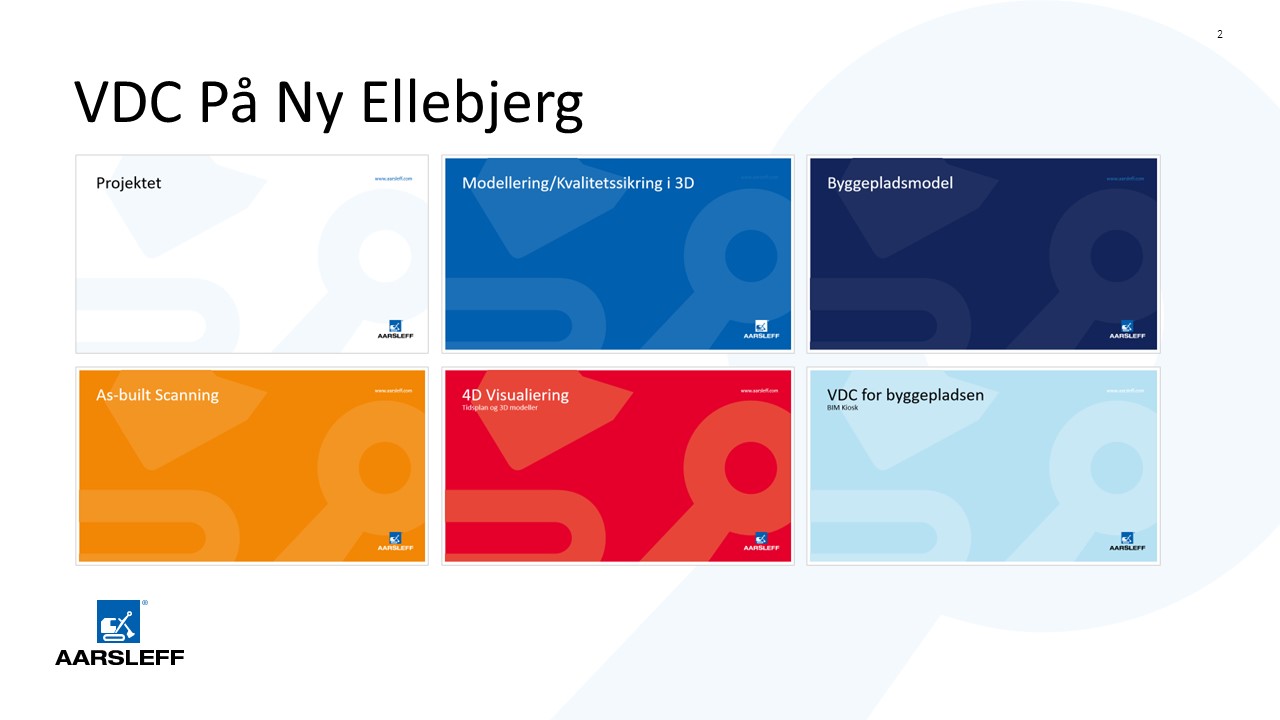 2
VDC På Ny Ellebjerg
Projektet
www.aarsleff.com
AARSLEFF
Modellering/Kvalitetssikring i 3D
AARSLEFF
Byggepladsmodel
www.aarsleff.com
AARSLEFF
As-built Scanning
www.aarsleff.com
AARSLEFF
4D Visualiering
Tidsplan og 3D modeller
www.aarsleff.com
AARSLEFF
VDC for byggepladsen
BIM Kiosk
www.aarsleff.com
AARSLEFF
®
AARSLEFF